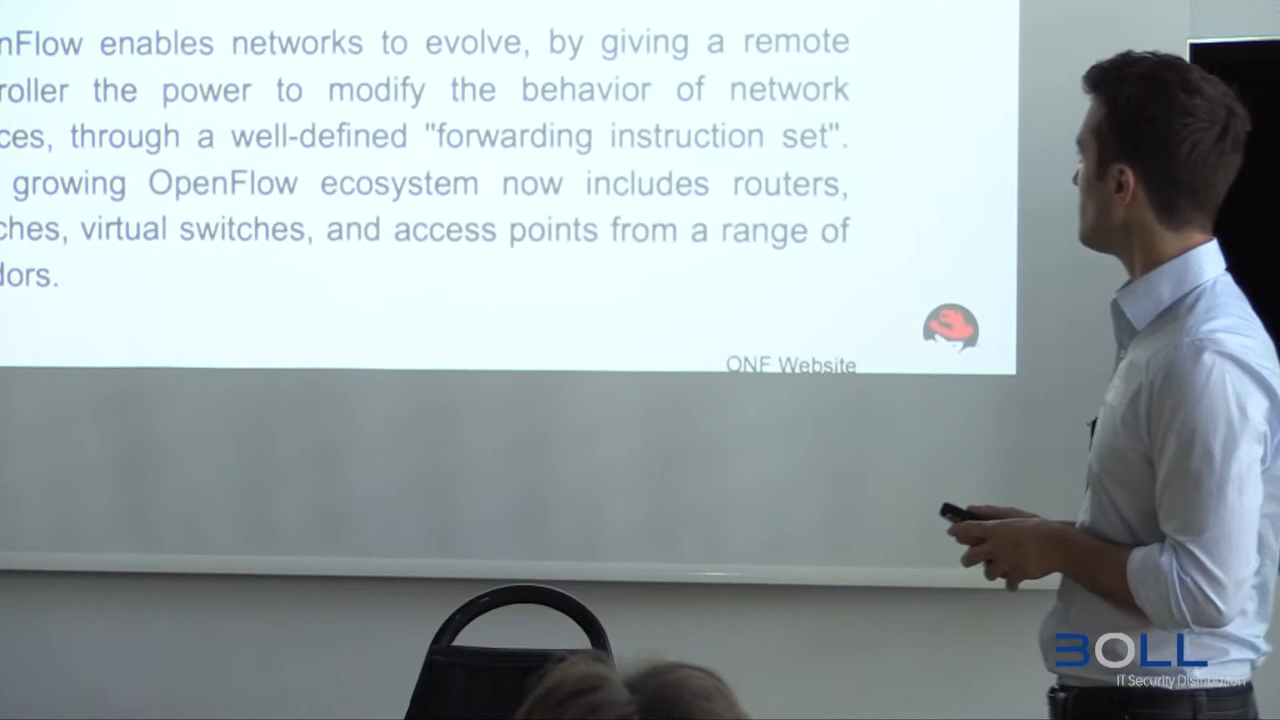 nFlow enables networks to evolve, by giving a remote
roller the power to modify the behavior of network
ces, through a well-defined "forwarding instruction set".
growing OpenFlow ecosystem now includes routers,
ches, virtual switches, and access points from a range of
dors.
ONF Website
BOLL
IT Security Distribution